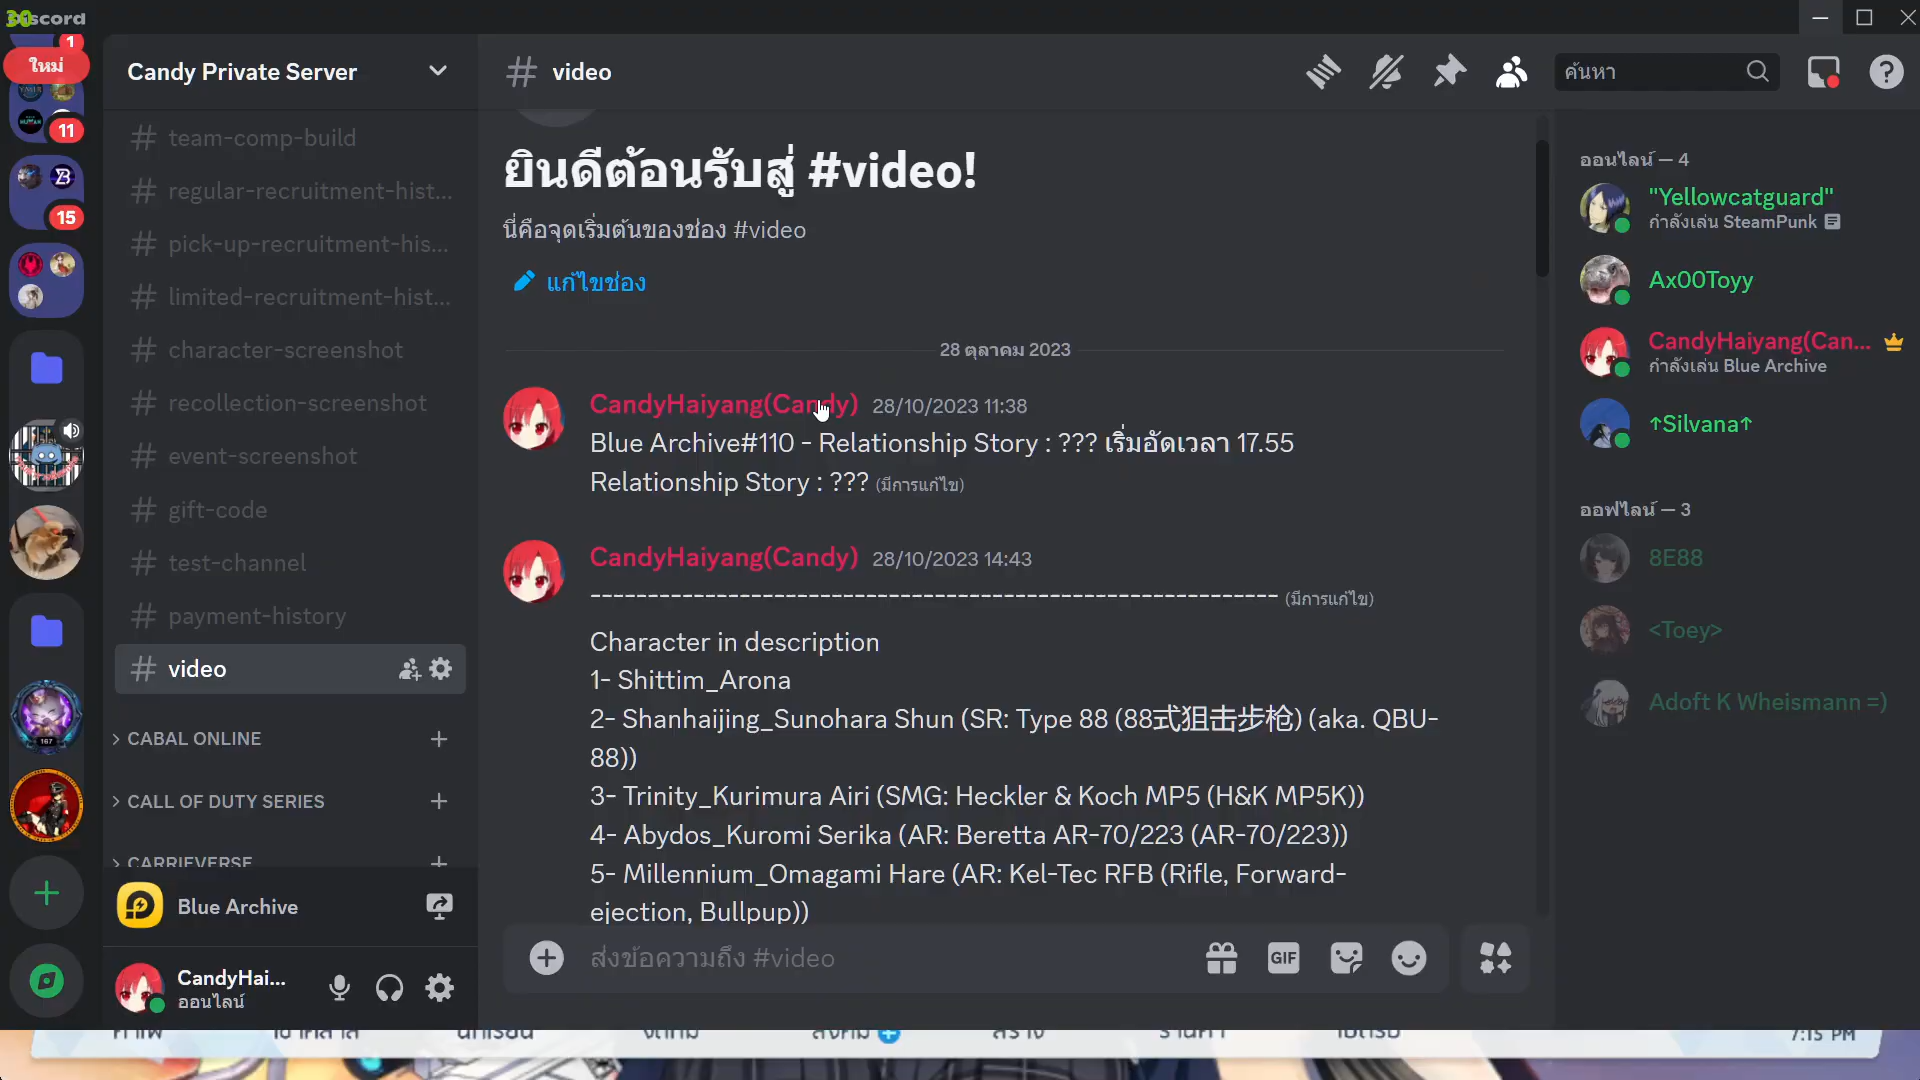 30
Discord
1
ใหม่
11
15
167
Candy Private Server
team-comp-build
regular-recruitment-hist...
pick-up-recruitment-his...
limited-recruitment-hist...
character-screenshot
recollection-screenshot
event-screenshot
gift-code
test-channel
payment-history
video
CABAL ONLINE
CALL OF DUTY SERIES
CARRIEVERSE
Blue Archive
CandyHai...
ออนไลน์
# video
ค้นหา
ยินดีต้อนรับสู่ #video!
นี่คือจุดเริ่มต้นของช่อง #video
แก้ไขช่อง
28 ตุลาคม 2023
CandyHaiyang(Candy) 28/10/2023 11:38
Blue Archive#110 - Relationship Story : ??? เริ่มอัดเวลา 17.55
Relationship Story : ??? (มีการแก้ไข)
CandyHaiyang(Candy) 28/10/2023 14:43
------------------------------------------------------------ (มีการแก้ไข)
Character in description
1- Shittim_Arona
2- Shanhaijing_Sunohara Shun (SR: Type 88 (88式狙击步枪) (aka. QBU-
88))
3- Trinity_Kurimura Airi (SMG: Heckler & Koch MP5 (H&K MP5K))
4- Abydos_Kuromi Serika (AR: Beretta AR-70/223 (AR-70/223))
5- Millennium_Omagami Hare (AR: Kel-Tec RFB (Rifle, Forward-
ejection, Bullpup))
ส่งข้อความถึง #video
GIF
ออนไลน์ — 4
"Yellowcatguard"
กำลังเล่น SteamPunk
Ax00Toyy
CandyHaiyang(Can...
กำลังเล่น Blue Archive
↑Silvana↑
ออฟไลน์ — 3
8E88
<Toey>
Adoft K Wheismann =)
7:15 PM